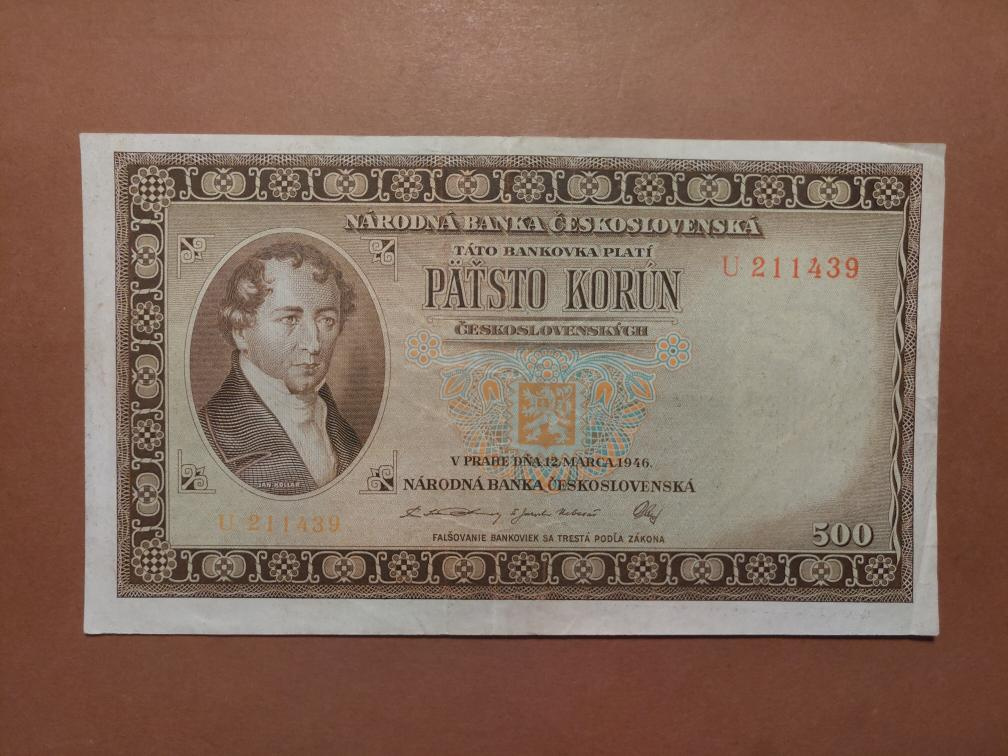 NÁRODNÁ BANKA ČESKOSLOVENSKÁ
TÁTO BANKOVKA PLATÍ
PÄŤSTO KORÚN
ČESKOSLOVENSKÝCH
U 211439
V PRAHE DŇA 12. MARCA 1946.
NÁRODNÁ BANKA ČESKOSLOVENSKÁ
JÁN KOLLÁR
U 211439
FALŠOVANIE BANKOVIEK SA TRESTÁ PODĽA ZÁKONA
500